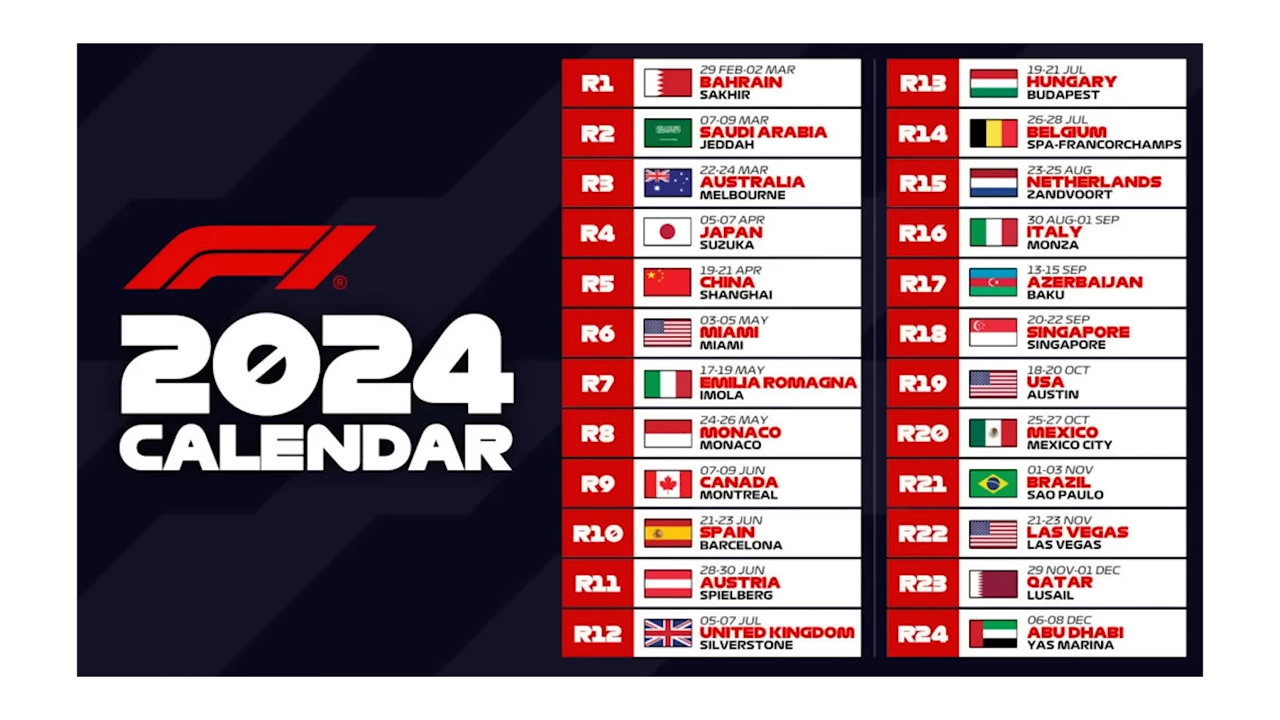 F1®
2024
CALENDAR
R1
29 FEB-02 MAR
BAHRAIN
SAKHIR
R2
07-09 MAR
SAUDI ARABIA
JEDDAH
R3
22-24 MAR
AUSTRALIA
MELBOURNE
R4
05-07 APR
JAPAN
SUZUKA
R5
19-21 APR
CHINA
SHANGHAI
R6
03-05 MAY
MIAMI
MIAMI
R7
17-19 MAY
EMILIA ROMAGNA
IMOLA
R8
24-26 MAY
MONACO
MONACO
R9
07-09 JUN
CANADA
MONTREAL
R10
21-23 JUN
SPAIN
BARCELONA
R11
28-30 JUN
AUSTRIA
SPIELBERG
R12
05-07 JUL
UNITED KINGDOM
SILVERSTONE
R13
19-21 JUL
HUNGARY
BUDAPEST
R14
26-28 JUL
BELGIUM
SPA-FRANCORCHAMPS
R15
23-25 AUG
NETHERLANDS
ZANDVOORT
R16
30 AUG-01 SEP
ITALY
MONZA
R17
13-15 SEP
AZERBAIJAN
BAKU
R18
20-22 SEP
SINGAPORE
SINGAPORE
R19
18-20 OCT
USA
AUSTIN
R20
25-27 OCT
MEXICO
MEXICO CITY
R21
01-03 NOV
BRAZIL
SAO PAULO
R22
21-23 NOV
LAS VEGAS
LAS VEGAS
R23
29 NOV-01 DEC
QATAR
LUSAIL
R24
06-08 DEC
ABU DHABI
YAS MARINA